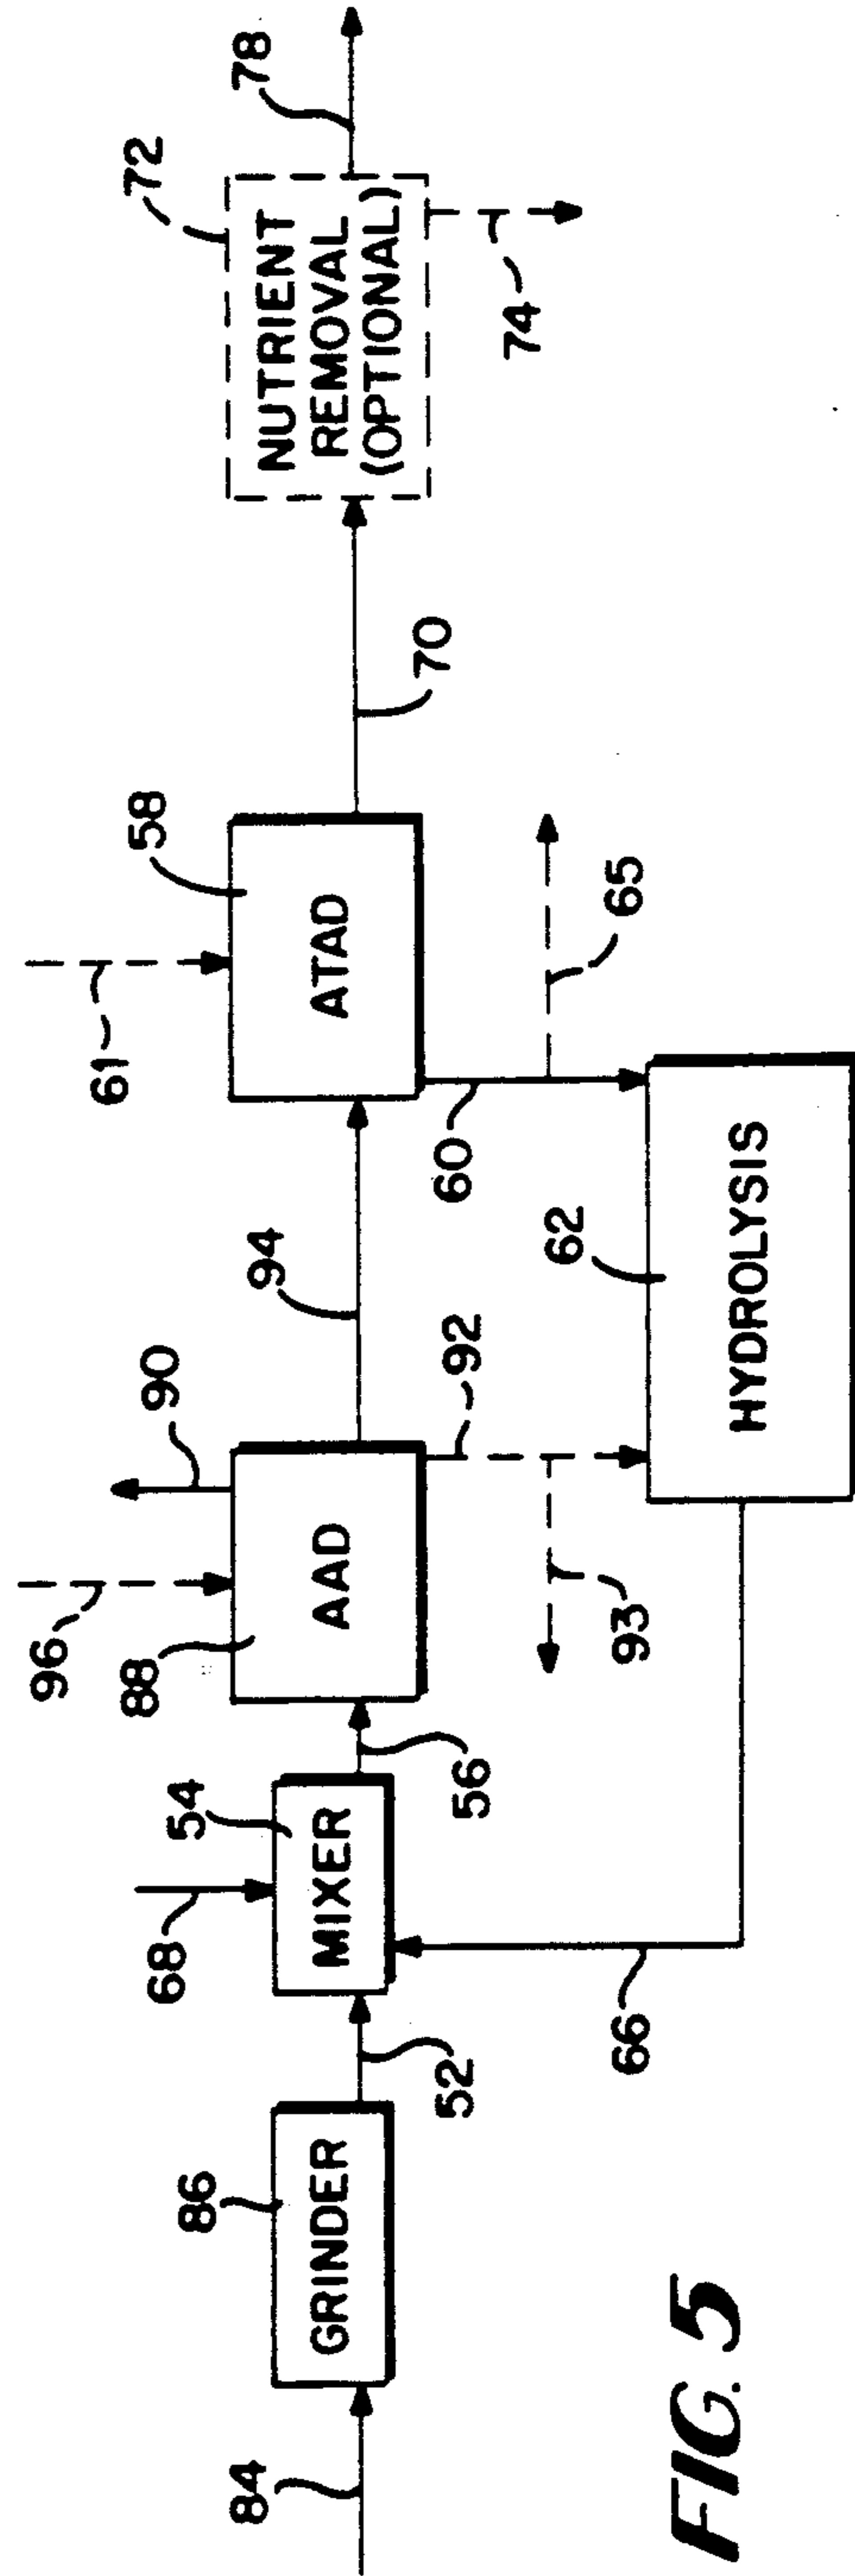 84
86
GRINDER
52
68
54
MIXER
56
66
96
88
90
AAD
92
93
94
61
58
ATAD
60
65
62
HYDROLYSIS
70
72
NUTRIENT
REMOVAL
(OPTIONAL)
74
78
FIG. 5